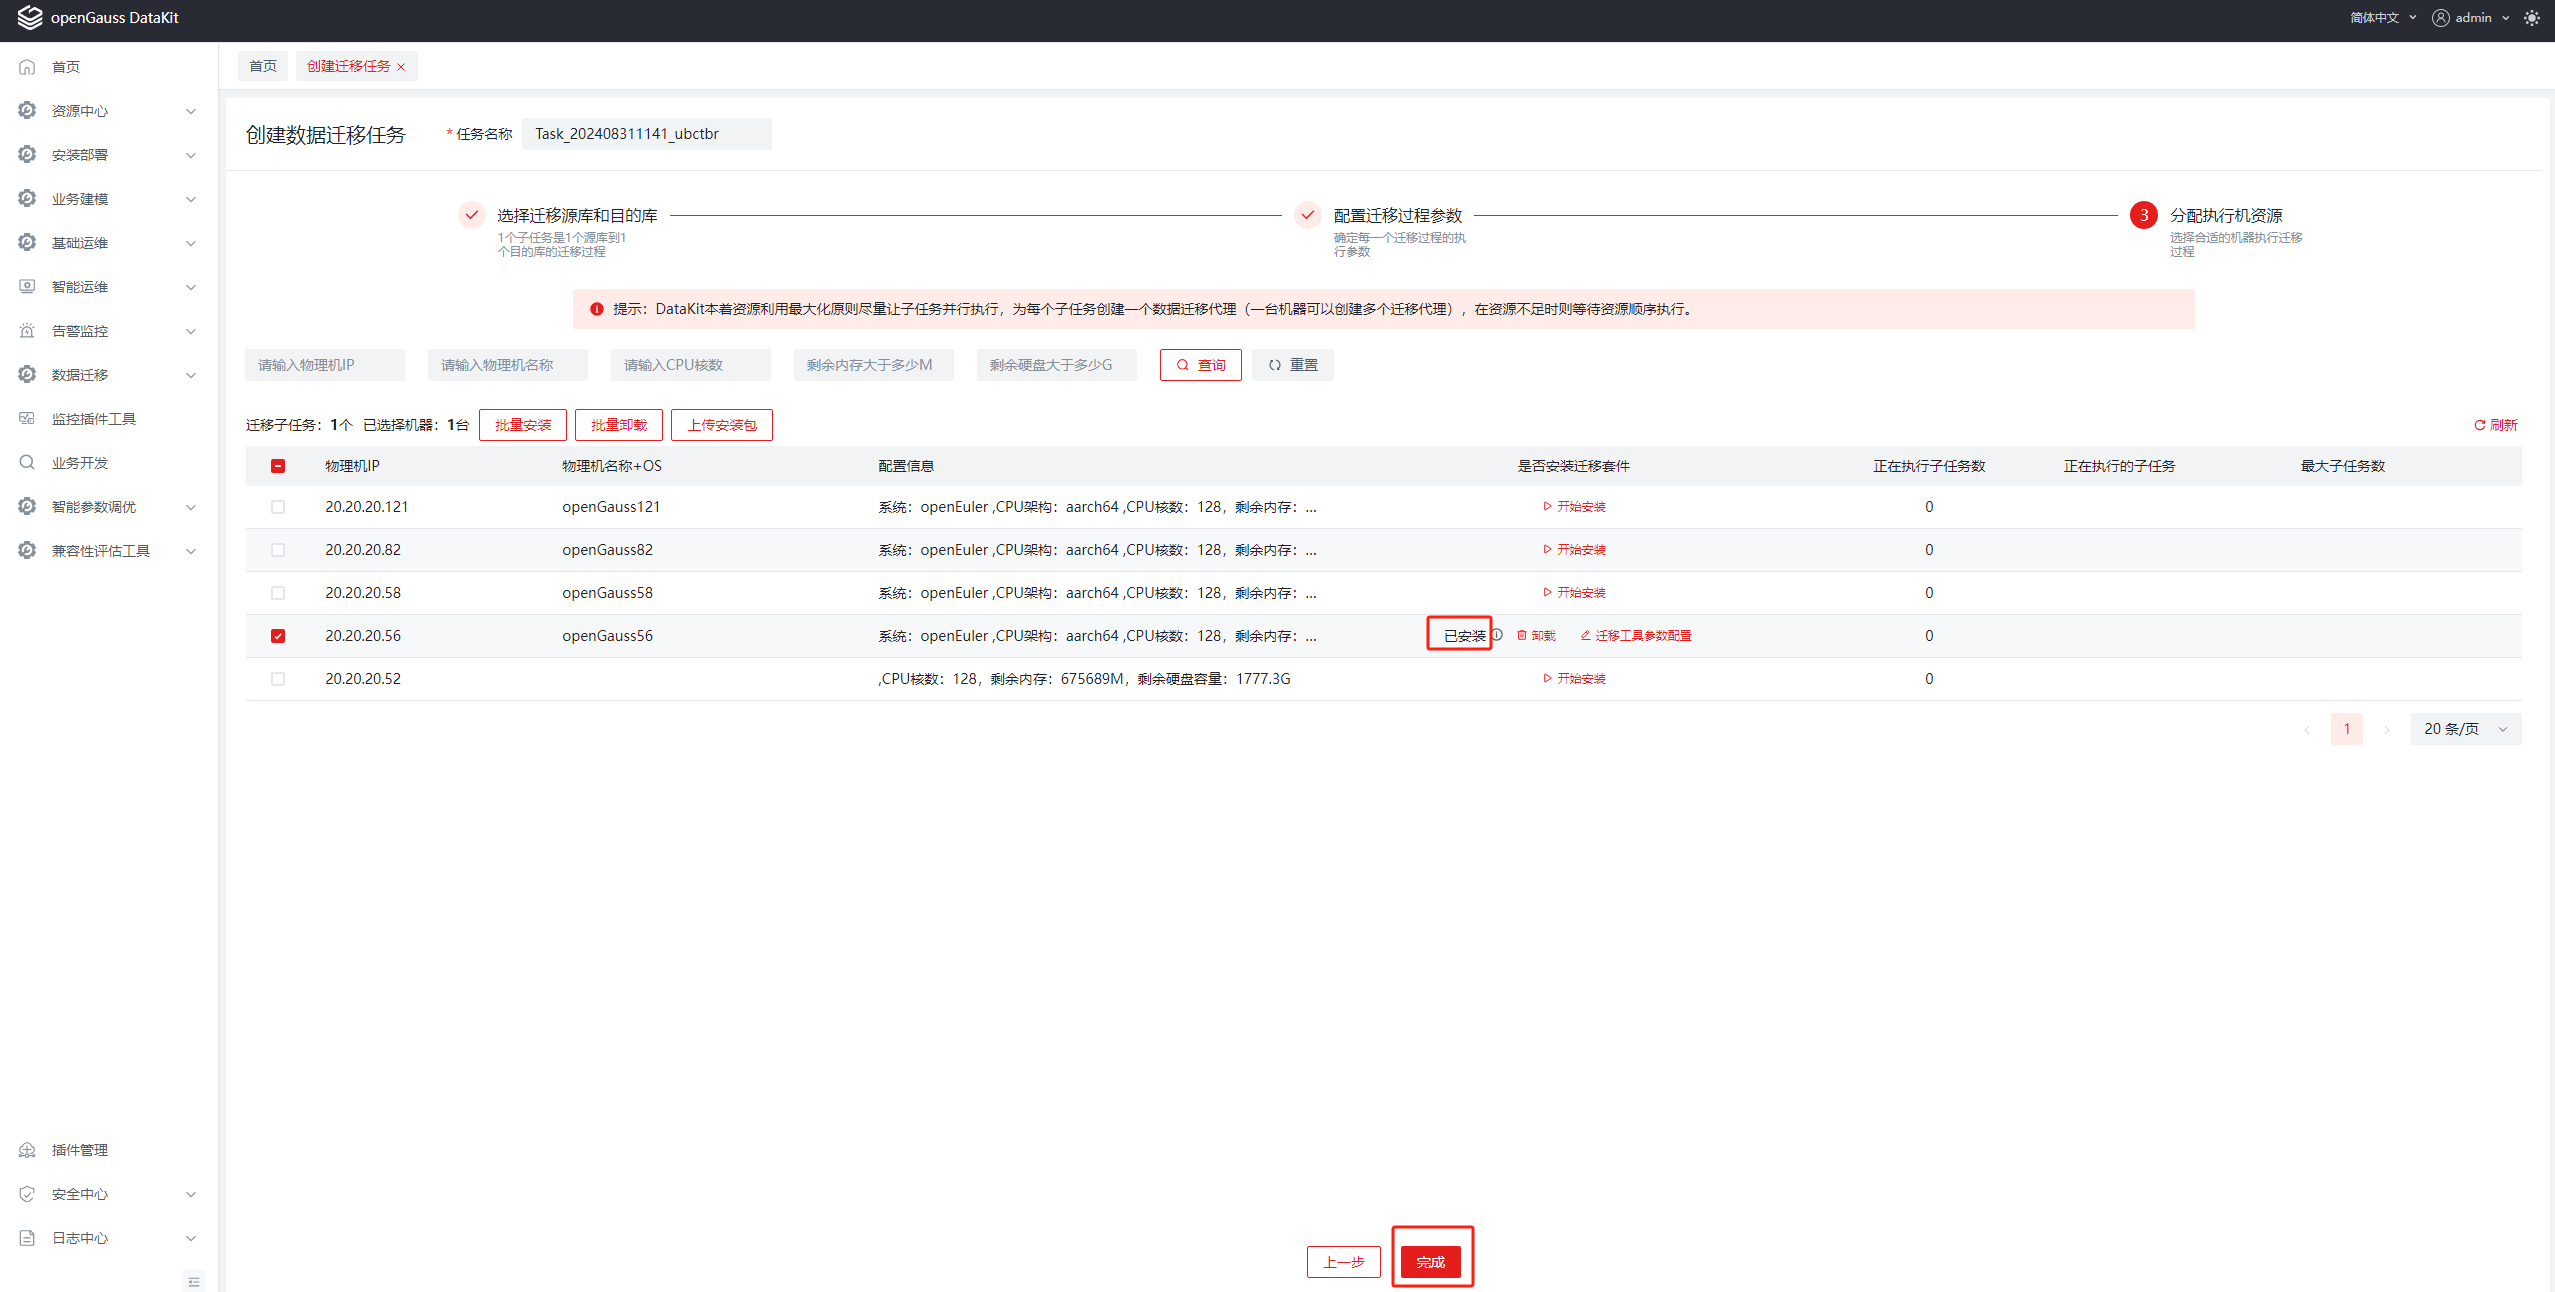 openGauss DataKit
简体中文
admin
首页
资源中心
安装部署
业务建模
基础运维
智能运维
告警监控
数据迁移
监控插件工具
业务开发
智能参数调优
兼容性评估工具
插件管理
安全中心
日志中心
首页
创建迁移任务
创建数据迁移任务
* 任务名称 Task_202408311141_ubctbr
选择迁移源库和目的库
1个子任务是1个源库到1
个目的库的迁移过程
配置迁移过程参数
确定每一个迁移过程的执
行参数
3 分配执行机资源
选择合适的机器执行迁移
过程
提示：DataKit本着资源利用最大化原则尽量让子任务并行执行，为每个子任务创建一个数据迁移代理（一台机器可以创建多个迁移代理），在资源不足时则等待资源顺序执行。
请输入物理机IP 请输入物理机名称 请输入CPU核数 剩余内存大于多少M 剩余硬盘大于多少G 查询 重置
迁移子任务：1个 已选择机器：1台 批量安装 批量卸载 上传安装包 刷新
物理机IP 物理机名称+OS 配置信息 是否安装迁移套件 正在执行子任务数 正在执行的子任务 最大子任务数
20.20.20.121 openGauss121 系统：openEuler ,CPU架构：aarch64 ,CPU核数：128，剩余内存：... 开始安装 0
20.20.20.82 openGauss82 系统：openEuler ,CPU架构：aarch64 ,CPU核数：128，剩余内存：... 开始安装 0
20.20.20.58 openGauss58 系统：openEuler ,CPU架构：aarch64 ,CPU核数：128，剩余内存：... 开始安装 0
20.20.20.56 openGauss56 系统：openEuler ,CPU架构：aarch64 ,CPU核数：128，剩余内存：... 已安装 卸载 迁移工具参数配置 0
20.20.20.52 ,CPU核数：128，剩余内存：675689M，剩余硬盘容量：1777.3G 开始安装 0
1 20 条/页
上一步 完成